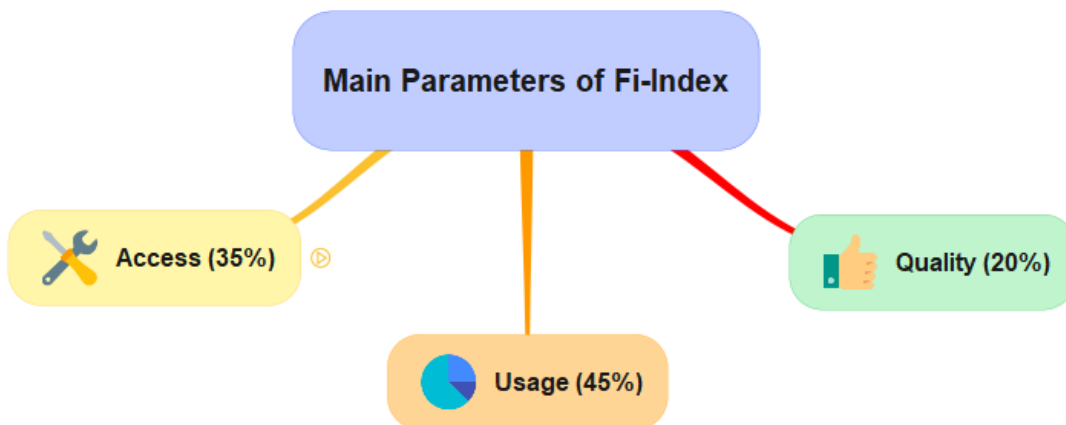 Main Parameters of Fi-Index
Access (35%)
Quality (20%)
Usage (45%)